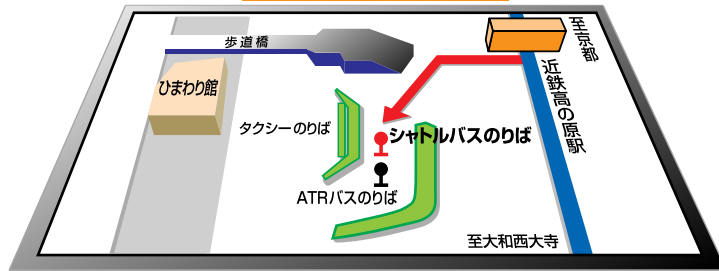 歩道橋
至京都
ひまわり館
近鉄高の原駅
タクシーのりば
シャトルバスのりば
ATRバスのりば
至大和西大寺